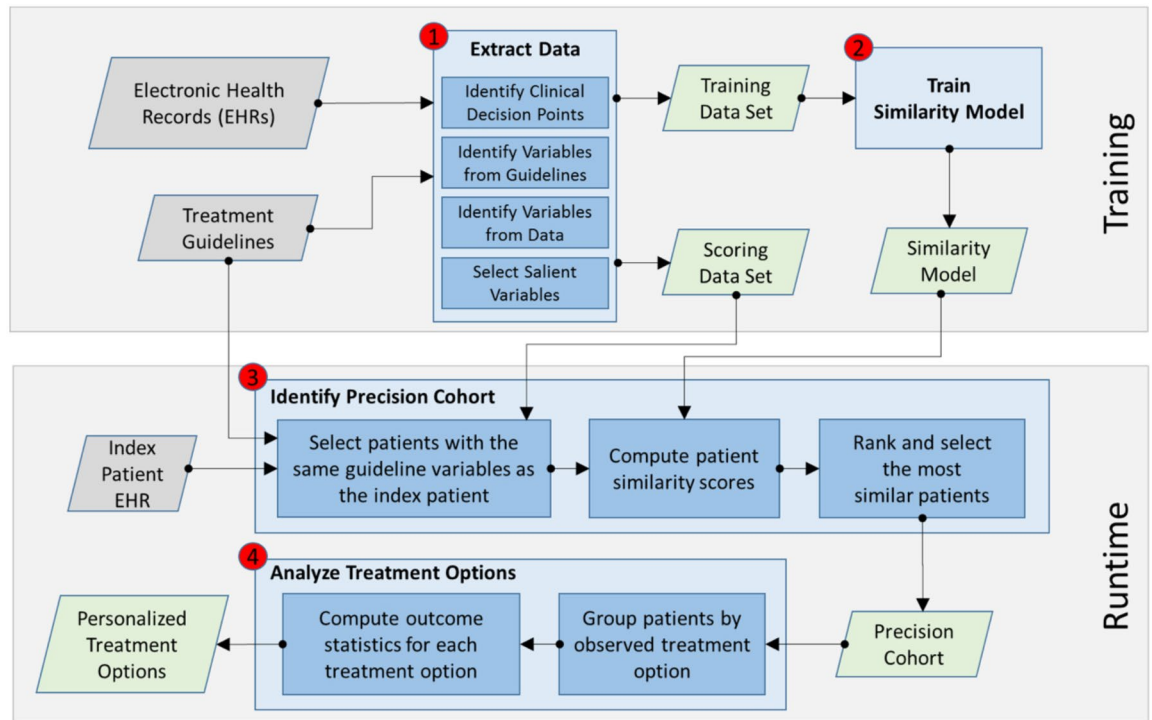 1
Extract Data
Electronic Health
Records (EHRs)
Identify Clinical
Decision Points
Identify Variables
from Guidelines
Identify Variables
from Data
Select Salient
Variables
Training
Data Set
2
Train
Similarity Model
Treatment
Guidelines
Scoring
Data Set
Similarity
Model
Training
3
Identify Precision Cohort
Index
Patient
EHR
Select patients with the
same guideline variables as
the index patient
Compute patient
similarity scores
Rank and select
the most
similar patients
Runtime
4
Analyze Treatment Options
Personalized
Treatment
Options
Compute outcome
statistics for each
treatment option
Group patients by
observed treatment
option
Precision
Cohort